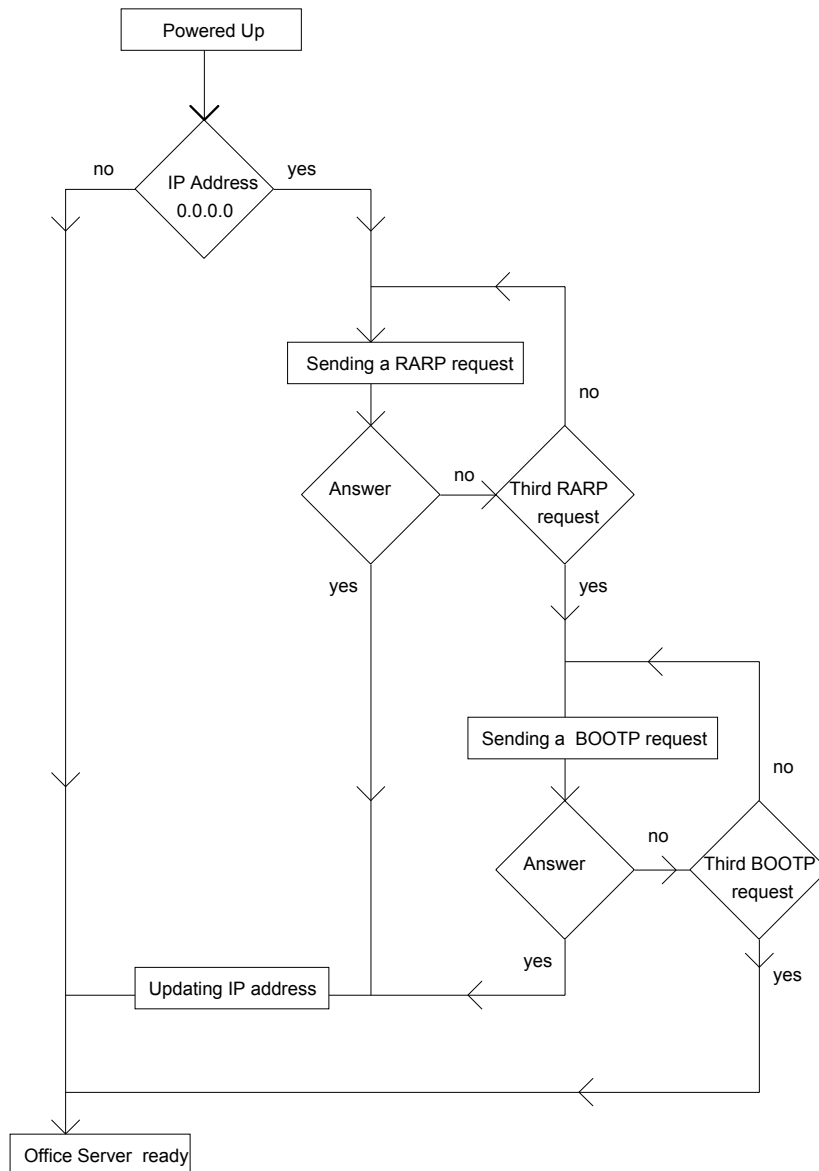 Powered Up
no
yes
IP Address
0.0.0.0
Sending a RARP request
no
Answer
no
Third RARP
request
yes
yes
Sending a BOOTP request
no
Answer
no
Third BOOTP
request
yes
yes
Updating IP address
Office Server ready